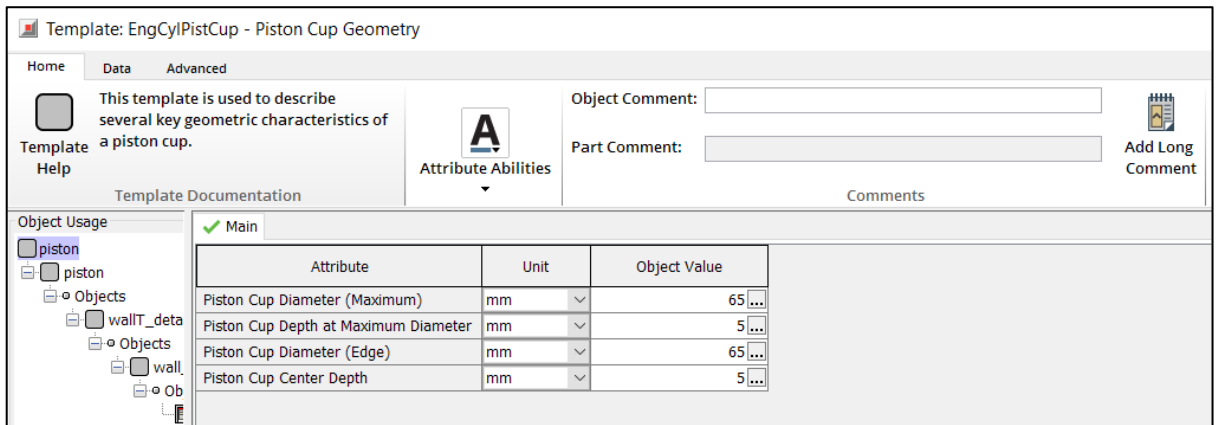 Template: EngCylPistCup - Piston Cup Geometry
Home Data Advanced
This template is used to describe
several key geometric characteristics of
a piston cup.
Template
Help
Template Documentation
A
Attribute Abilities
Object Comment:
Part Comment:
Add Long
Comment
Comments
Object Usage
piston
piston
Objects
wallT_deta
Objects
wall_
Ob
Main
Attribute Unit Object Value
Piston Cup Diameter (Maximum) mm 65 ...
Piston Cup Depth at Maximum Diameter mm 5 ...
Piston Cup Diameter (Edge) mm 65 ...
Piston Cup Center Depth mm 5 ...